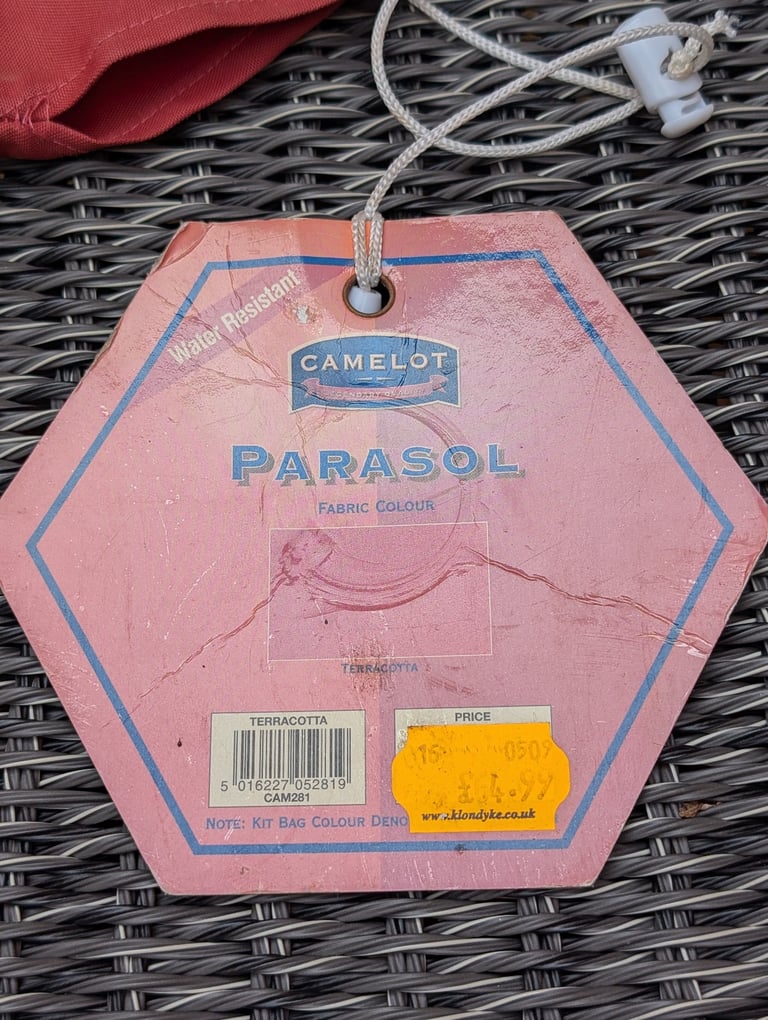 Water Resistant
CAMELOT
PARASOL
FABRIC COLOUR
TERRACOTTA
TERRACOTTA
5 016227 052819
CAM281
PRICE
0509
£4.99
www.klondyke.co.uk
NOTE: KIT BAG COLOUR DENO